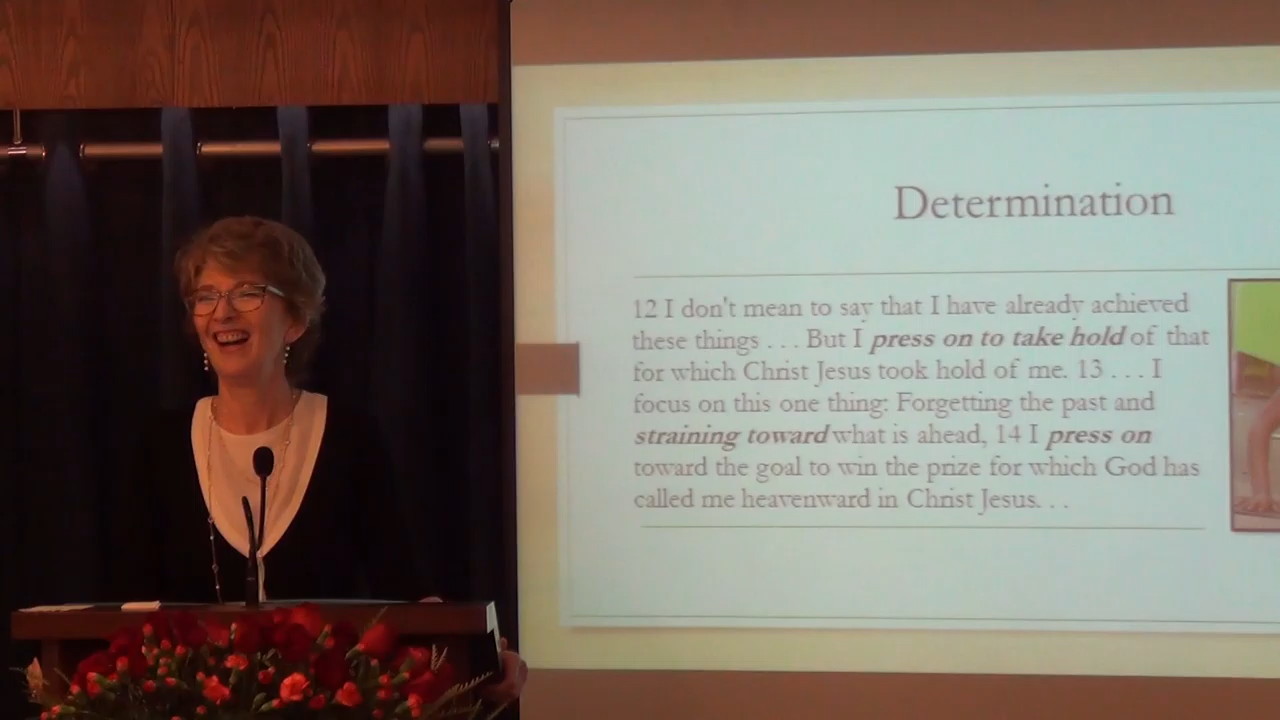 Determination
12 I don't mean to say that I have already achieved
these things . . . But I press on to take hold of that
for which Christ Jesus took hold of me. 13 . . . I
focus on this one thing: Forgetting the past and
straining toward what is ahead, 14 I press on
toward the goal to win the prize for which God has
called me heavenward in Christ Jesus. . .